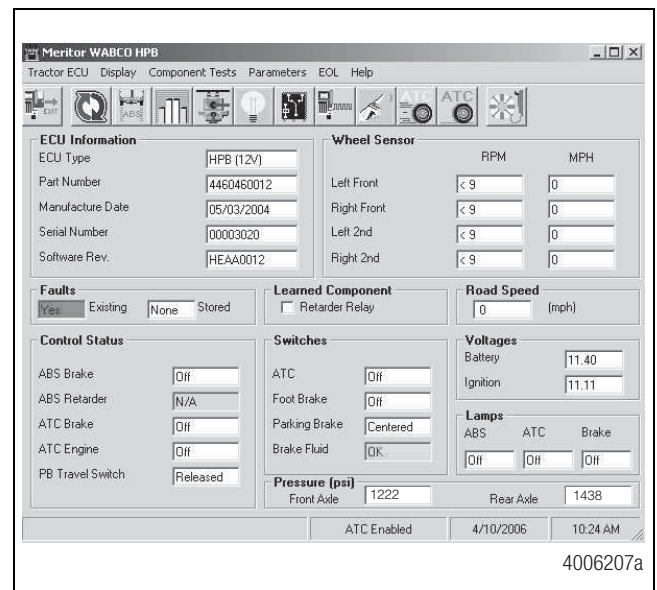 Meritor WABCO HPB
Tractor ECU Display Component Tests Parameters EOL Help
EXIT ABS ATC ATC
ECU Information
ECU Type HPB (12V)
Part Number 4460460012
Manufacture Date 05/03/2004
Serial Number 00003020
Software Rev. HEAA0012
Wheel Sensor
RPM MPH
Left Front < 9 0
Right Front < 9 0
Left 2nd < 9 0
Right 2nd < 9 0
Faults
Yes Existing None Stored
Learned Component
Retarder Relay
Road Speed
0 (mph)
Control Status
ABS Brake Off
ABS Retarder N/A
ATC Brake Off
ATC Engine Off
PB Travel Switch Released
Switches
ATC Off
Foot Brake Off
Parking Brake Centered
Brake Fluid OK
Voltages
Battery 11.40
Ignition 11.11
Lamps
ABS ATC Brake
Off Off Off
Pressure (psi)
Front Axle 1222 Rear Axle 1438
ATC Enabled 4/10/2006 10:24 AM
4006207a